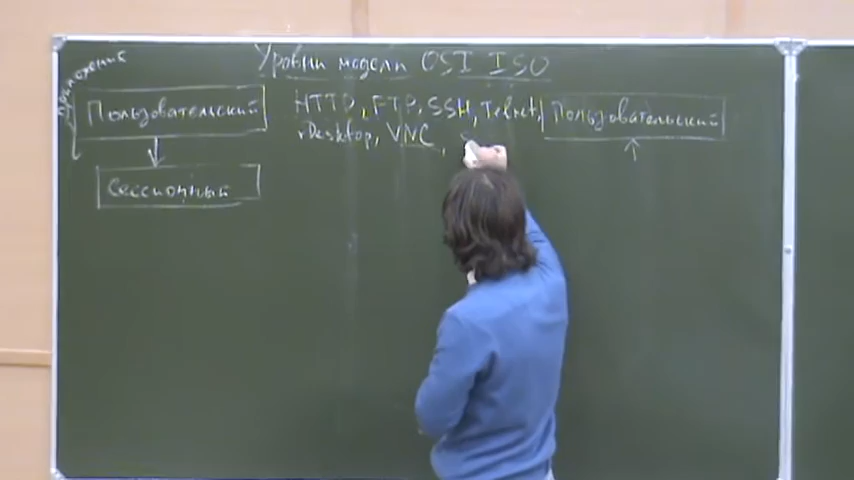 Уровни модели OSI ISO
приложение
Пользовательский
HTTP, FTP, SSH, Telnet,
Пользовательский
rDesktop, VNC,
Сессионный